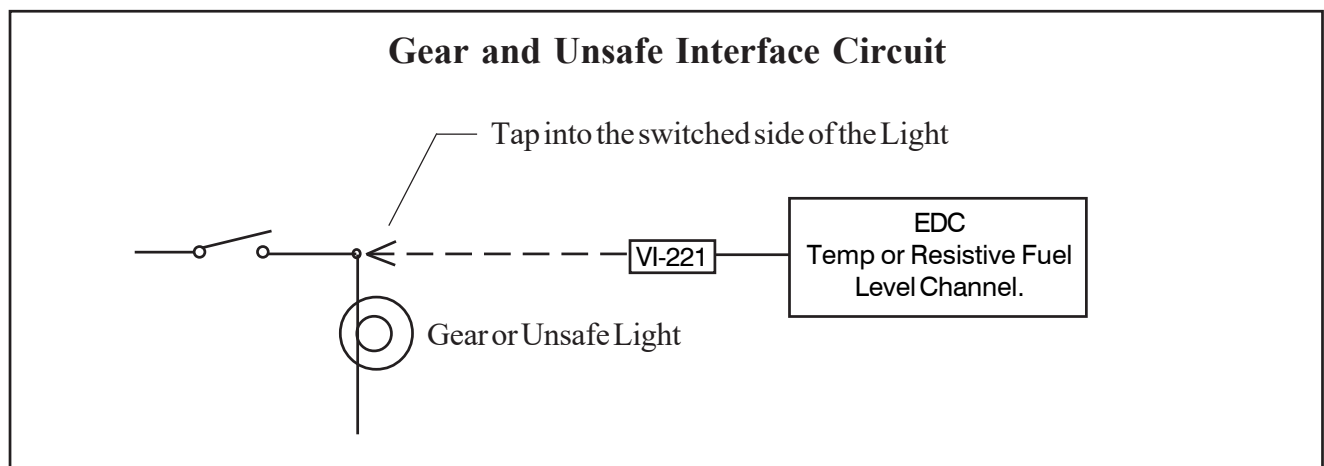 Gear and Unsafe Interface Circuit
Tap into the switched side of the Light
VI-221
EDC
Temp or Resistive Fuel
Level Channel.
Gear or Unsafe Light